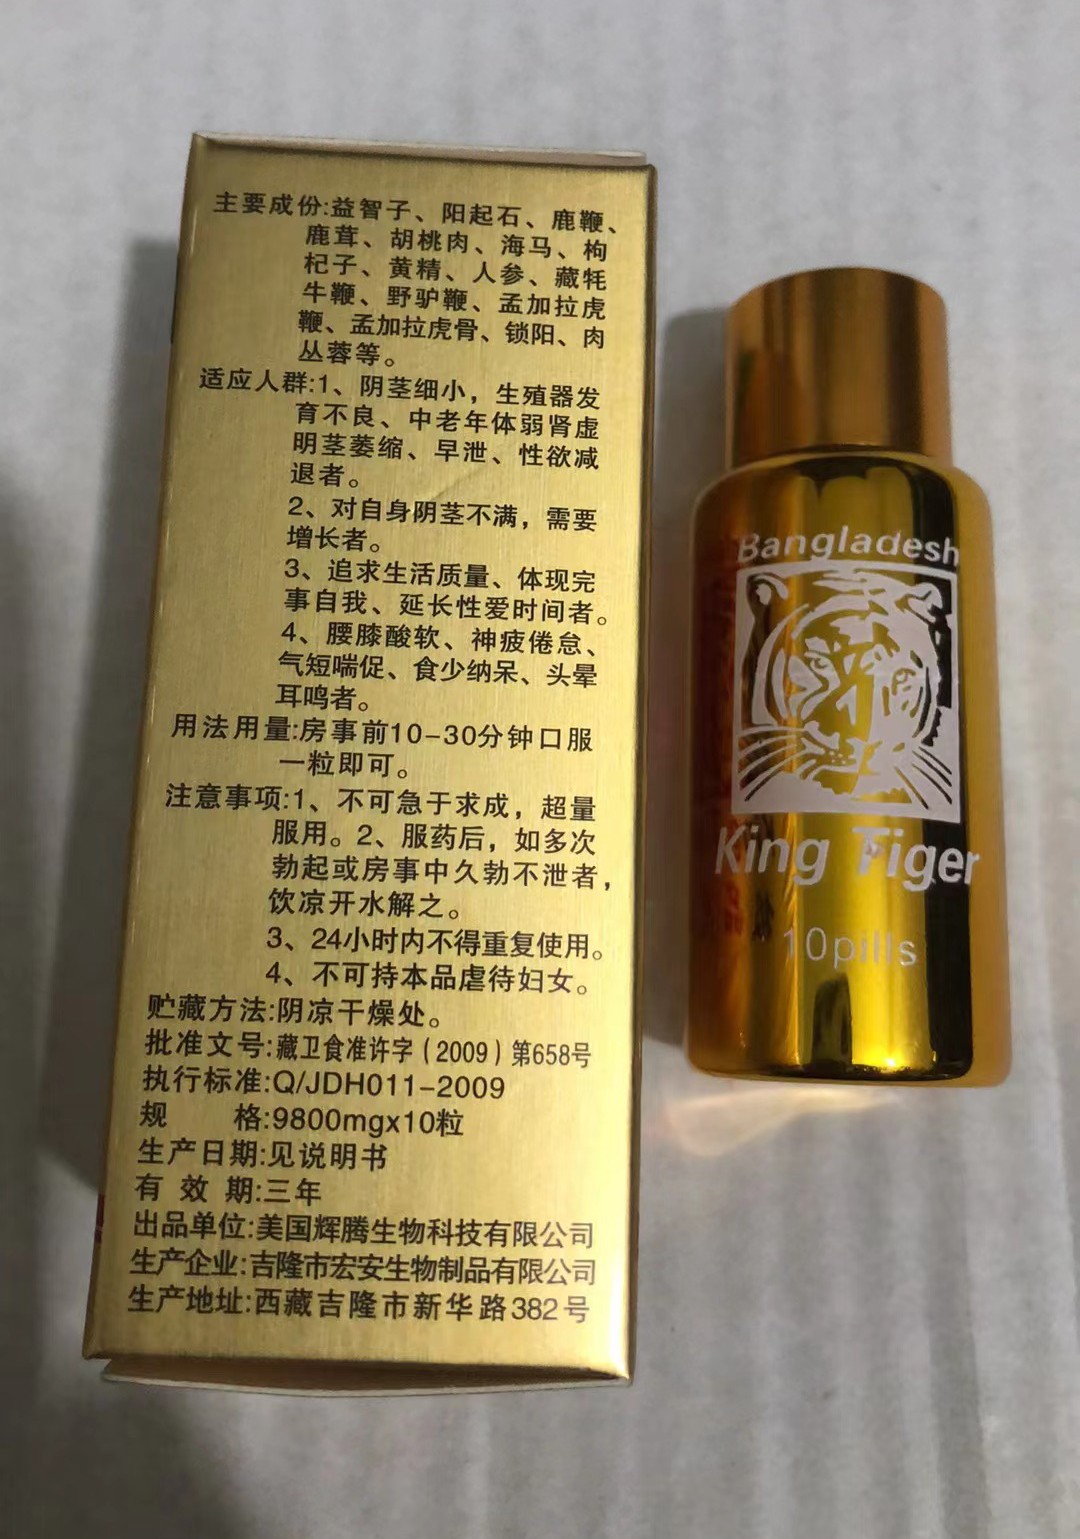 主要成份:益智子、阳起石、鹿鞭、
鹿茸、胡桃肉、海马、枸
杞子、黄精、人参、藏牦
牛鞭、野驴鞭、孟加拉虎
鞭、孟加拉虎骨、锁阳、肉
丛蓉等。
适应人群:1、阴茎细小，生殖器发
育不良、中老年体弱肾虚
明茎萎缩、早泄、性欲减
退者。
2、对自身阴茎不满，需要
增长者。
3、追求生活质量、体现完
事自我、延长性爱时间者。
4、腰膝酸软、神疲倦怠、
气短喘促、食少纳呆、头晕
耳鸣者。
用法用量:房事前10-30分钟口服
一粒即可。
注意事项:1、不可急于求成，超量
服用。2、服药后，如多次
勃起或房事中久勃不泄者，
饮凉开水解之。
3、24小时内不得重复使用。
4、不可持本品虐待妇女。
贮藏方法:阴凉干燥处。
批准文号:藏卫食准许字(2009)第658号
执行标准:Q/JDH011-2009
规 格:9800mgx10粒
生产日期:见说明书
有 效 期:三年
出品单位:美国辉腾生物科技有限公司
生产企业:吉隆市宏安生物制品有限公司
生产地址:西藏吉隆市新华路382号
Bangladesh
King Tiger
10pills